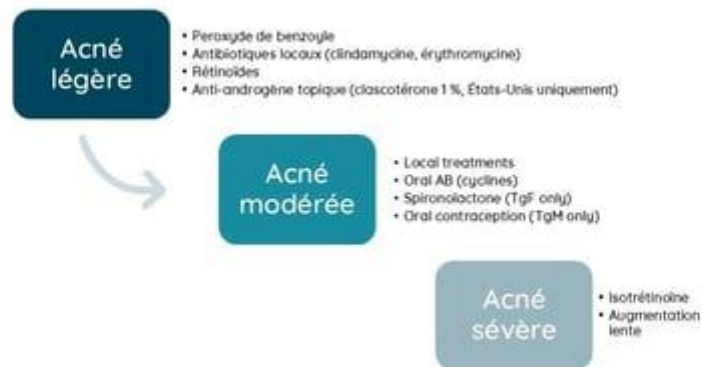 Acné
légère
• Peroxyde de benzoyle
• Antibiotiques locaux (clindamycine, érythromycine)
• Rétinoïdes
• Anti-androgène topique (clascotérone 1 %, États-Unis uniquement)
Acné
modérée
• Local treatments
• Oral AB (cyclines)
• Spironolactone (TgF only)
• Oral contraception (TgM only)
Acné
sévère
• Isotrétinoïne
• Augmentation
lente